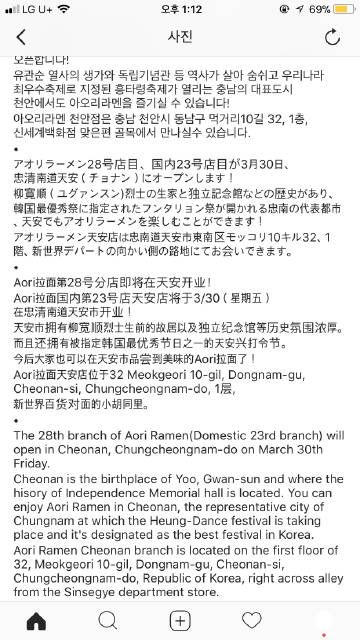 LG U+ 오후 1:12 69%
사진
오픈합니다!
유관순 열사의 생가와 독립기념관 등 역사가 살아 숨쉬고 우리나라
최우수축제로 지정된 흥타령축제가 열리는 충남의 대표도시
천안에서도 아오리라멘을 즐기실 수 있습니다!
아오리라멘 천안점은 충남 천안시 동남구 먹거리10길 32, 1층,
신세계백화점 맞은편 골목에서 만나실수 있습니다.
•
アオリラーメン28号店目、国内23号店目が3月30日、
忠清南道天安 ( チョナン ) にオープンします !
柳寛順 ( ユグァンスン)烈士の生家と独立記念館などの歴史があり、
韓国最優秀祭に指定されたフンタリョン祭が開かれる忠南の代表都市
、天安でもアオリラーメンを楽しむことができます !
アオリラーメン天安店は忠南道天安市東南区モッコリ10キル32、1
階、新世界デパートの向かい側の路地にてお会いできます。
•
Aori拉面第28号分店即将在天安开业!
Aori拉面国内第23号店天安店将于3/30 ( 星期五 )
在忠清南道天安市开业 !
天安市拥有柳宽顺烈士生前的故居以及独立纪念馆等历史氛围浓厚。
而且还拥有被指定韩国最优秀节日之一的天安兴打令节。
今后大家也可以在天安市品尝到美味的Aori拉面了 !
Aori拉面天安店位于32 Meokgeori 10-gil, Dongnam-gu,
Cheonan-si, Chungcheongnam-do, 1层,
新世界百货对面的小胡同里。
•
The 28th branch of Aori Ramen(Domestic 23rd branch) will
open in Cheonan, Chungcheongnam-do on March 30th
Friday.
Cheonan is the birthplace of Yoo, Gwan-sun and where the
hisory of Independence Memorial hall is located. You can
enjoy Aori Ramen in Cheonan, the representative city of
Chungnam at which the Heung-Dance festival is taking
place and it's designated as the best festival in Korea.
Aori Ramen Cheonan branch is located on the first floor of
32, Meokgeori 10-gil, Dongnam-gu, Cheonan-si,
Chungcheongnam-do, Republic of Korea, right across alley
from the Sinsegye department store.